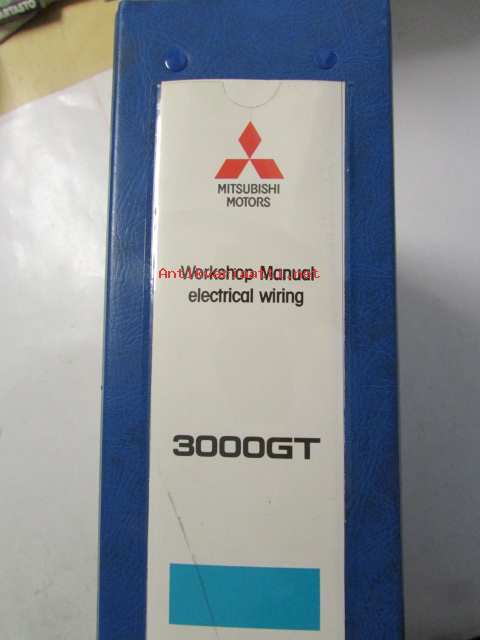 MITSUBISHI
MOTORS
Workshop Manual
electrical wiring
3000GT